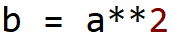 b = a**2